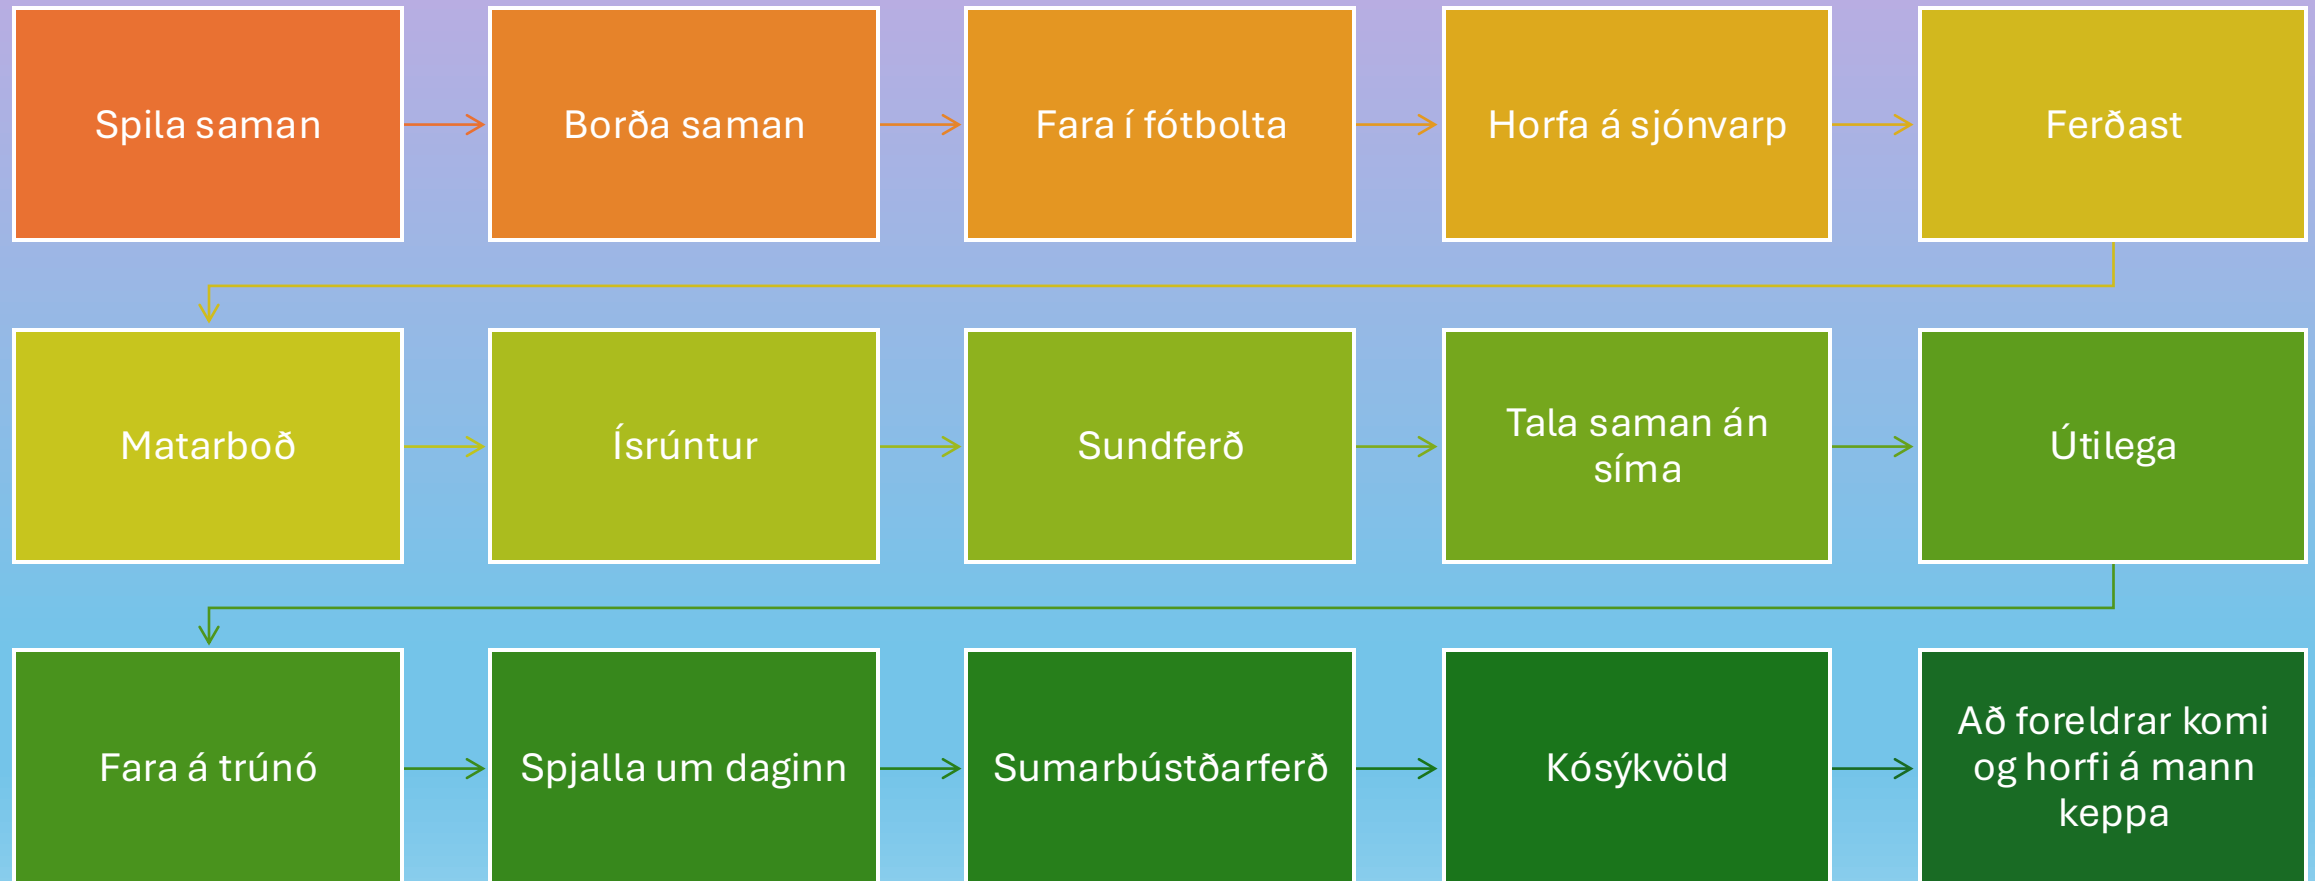 Spila saman
Borða saman
Fara í fótbolta
Horfa á sjónvarp
Ferðast
Matarboð
Ísrúntur
Sundferð
Tala saman án
síma
Útilega
Fara á trúnó
Spjalla um daginn
Sumarbústðarferð
Kósýkvöld
Að foreldrar komi
og horfi á mann
keppa